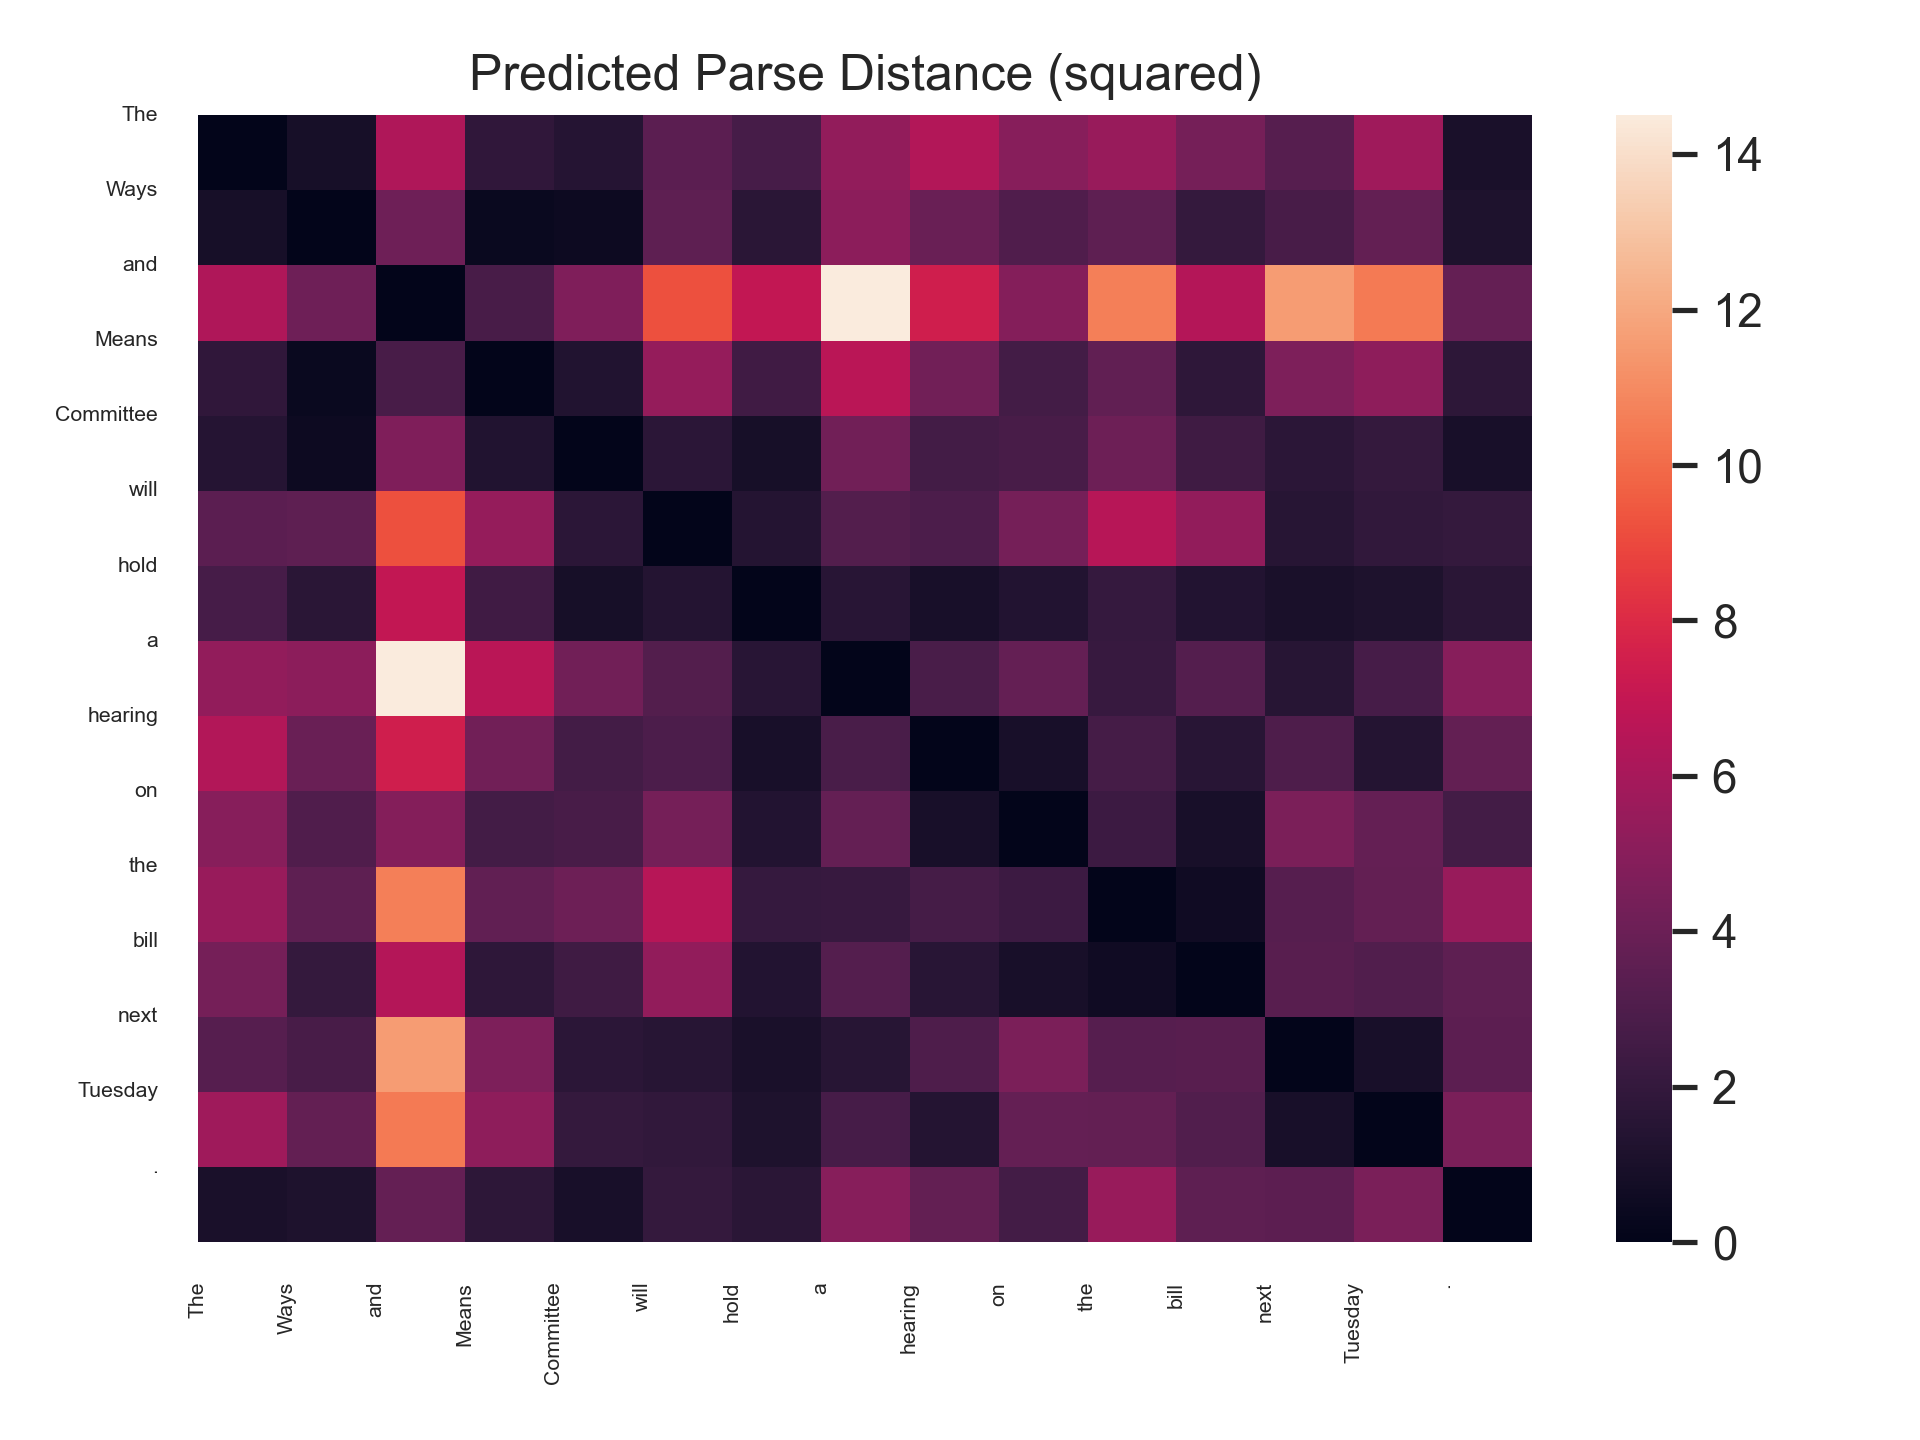 Predicted Parse Distance (squared)
The
Ways
and
Means
Committee
will
hold
a
hearing
on
the
bill
next
Tuesday
.
The
Ways
and
Means
Committee
will
hold
a
hearing
on
the
bill
next
Tuesday
.
14
12
10
8
6
4
2
0